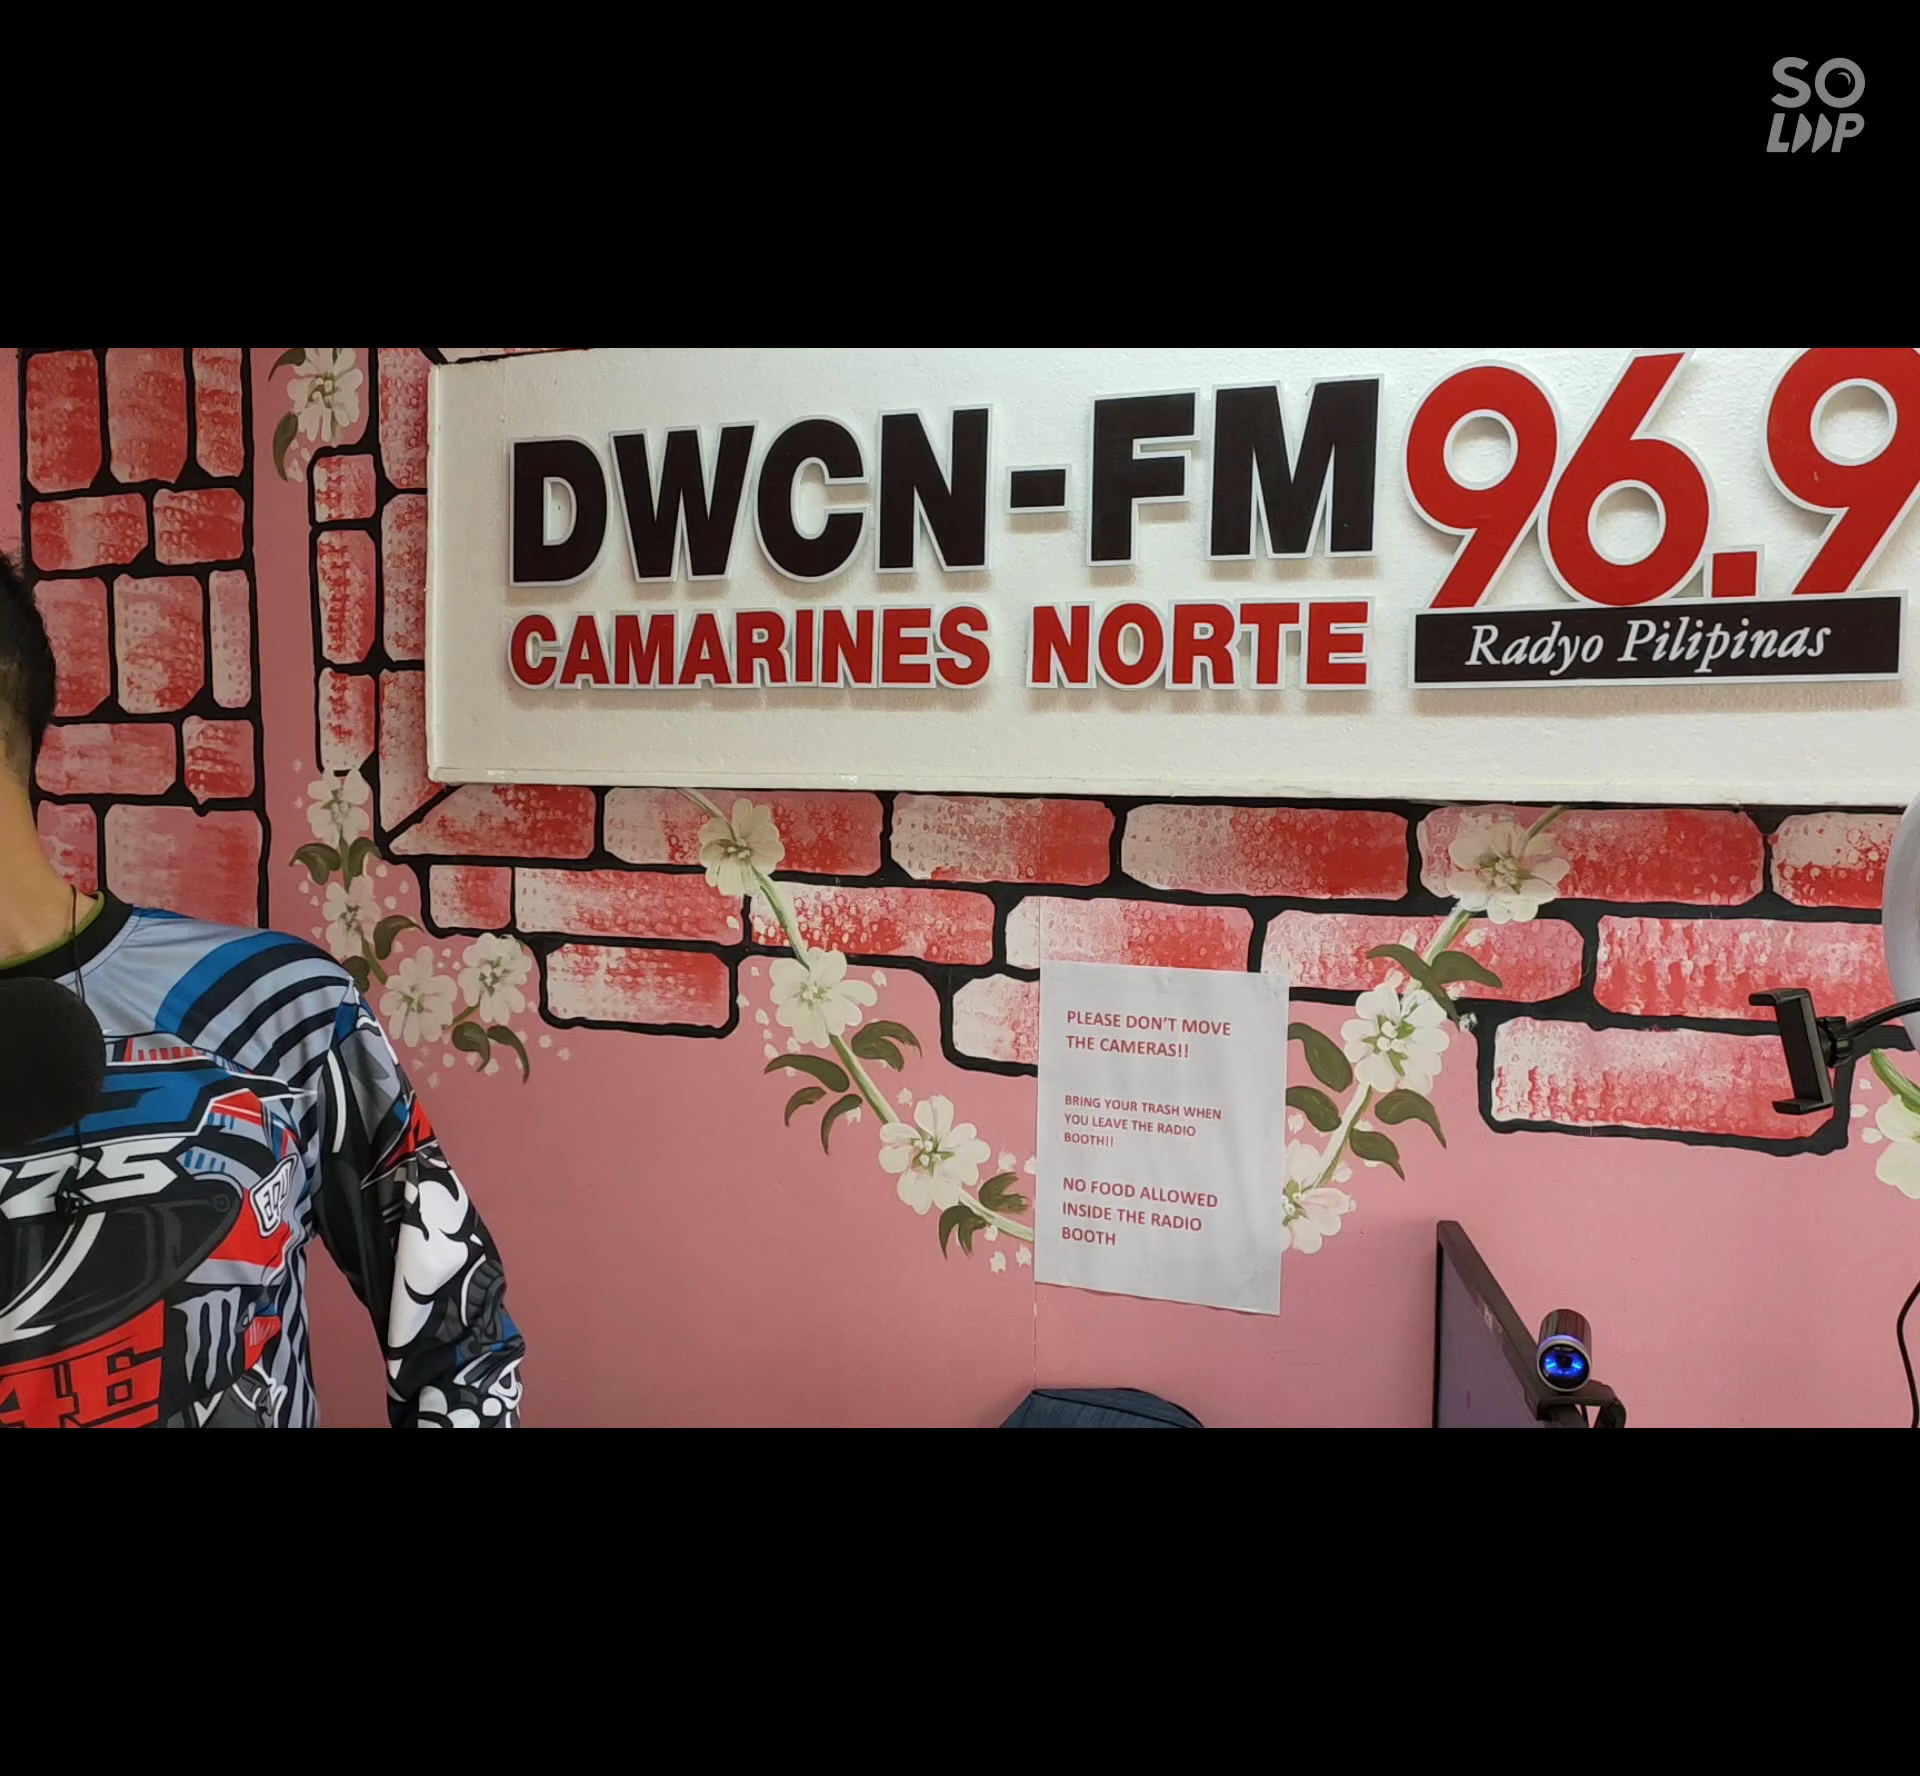 SO
LOOP
DWCN-FM 96.9
CAMARINES NORTE
Radyo Pilipinas
PLEASE DON'T MOVE
THE CAMERAS!!
BRING YOUR TRASH WHEN
YOU LEAVE THE RADIO
BOOTH!!
NO FOOD ALLOWED
INSIDE THE RADIO
BOOTH
46